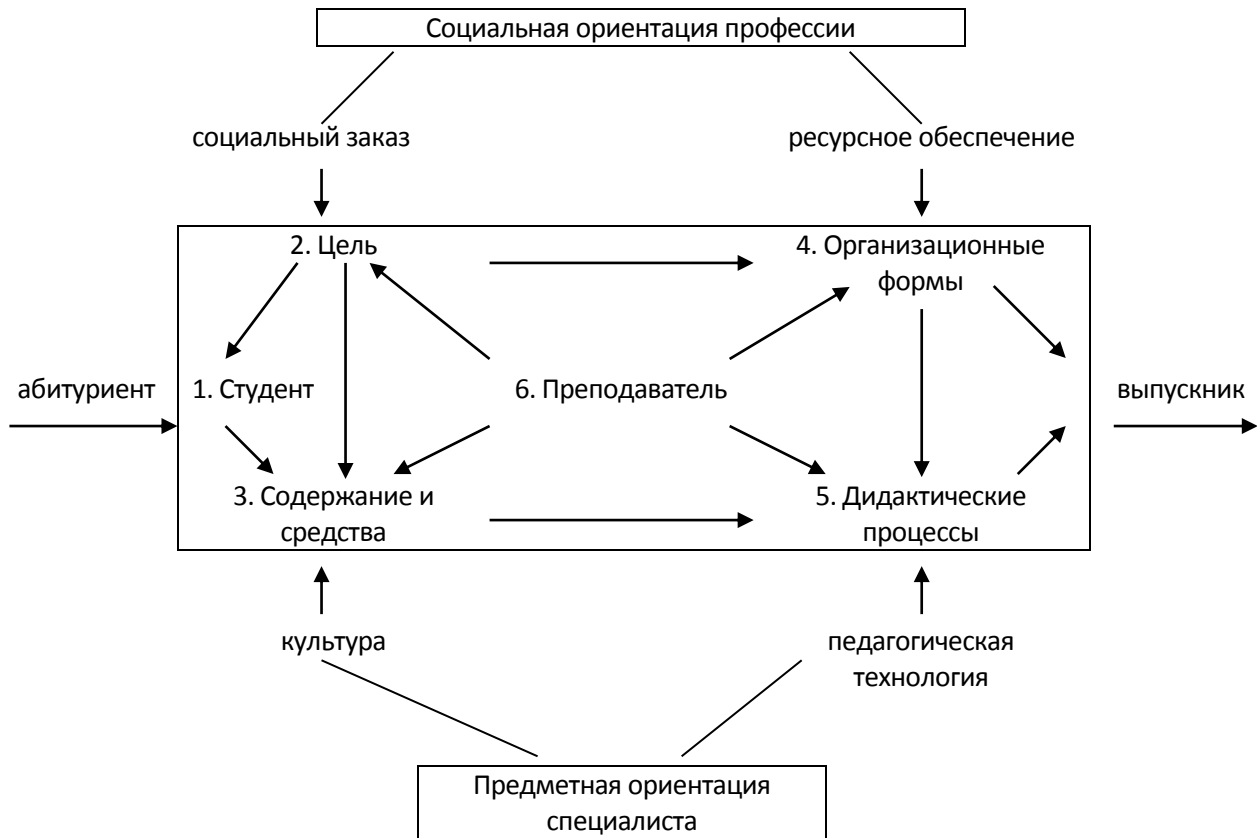 Социальная ориентация профессии
социальный заказ
ресурсное обеспечение
2. Цель
4. Организационные
формы
абитуриент
1. Студент
6. Преподаватель
выпускник
3. Содержание и
средства
5. Дидактические
процессы
культура
педагогическая
технология
Предметная ориентация
специалиста